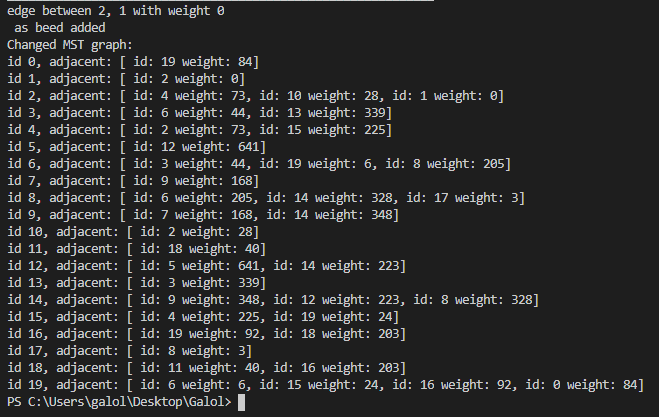 edge between 2, 1 with weight 0
as beed added
Changed MST graph:
id 0, adjacent: [ id: 19 weight: 84]
id 1, adjacent: [ id: 2 weight: 0]
id 2, adjacent: [ id: 4 weight: 73, id: 10 weight: 28, id: 1 weight: 0]
id 3, adjacent: [ id: 6 weight: 44, id: 13 weight: 339]
id 4, adjacent: [ id: 2 weight: 73, id: 15 weight: 225]
id 5, adjacent: [ id: 12 weight: 641]
id 6, adjacent: [ id: 3 weight: 44, id: 19 weight: 6, id: 8 weight: 205]
id 7, adjacent: [ id: 9 weight: 168]
id 8, adjacent: [ id: 6 weight: 205, id: 14 weight: 328, id: 17 weight: 3]
id 9, adjacent: [ id: 7 weight: 168, id: 14 weight: 348]
id 10, adjacent: [ id: 2 weight: 28]
id 11, adjacent: [ id: 18 weight: 40]
id 12, adjacent: [ id: 5 weight: 641, id: 14 weight: 223]
id 13, adjacent: [ id: 3 weight: 339]
id 14, adjacent: [ id: 9 weight: 348, id: 12 weight: 223, id: 8 weight: 328]
id 15, adjacent: [ id: 4 weight: 225, id: 19 weight: 24]
id 16, adjacent: [ id: 19 weight: 92, id: 18 weight: 203]
id 17, adjacent: [ id: 8 weight: 3]
id 18, adjacent: [ id: 11 weight: 40, id: 16 weight: 203]
id 19, adjacent: [ id: 6 weight: 6, id: 15 weight: 24, id: 16 weight: 92, id: 0 weight: 84]
PS C:\Users\galol\Desktop\Galol>